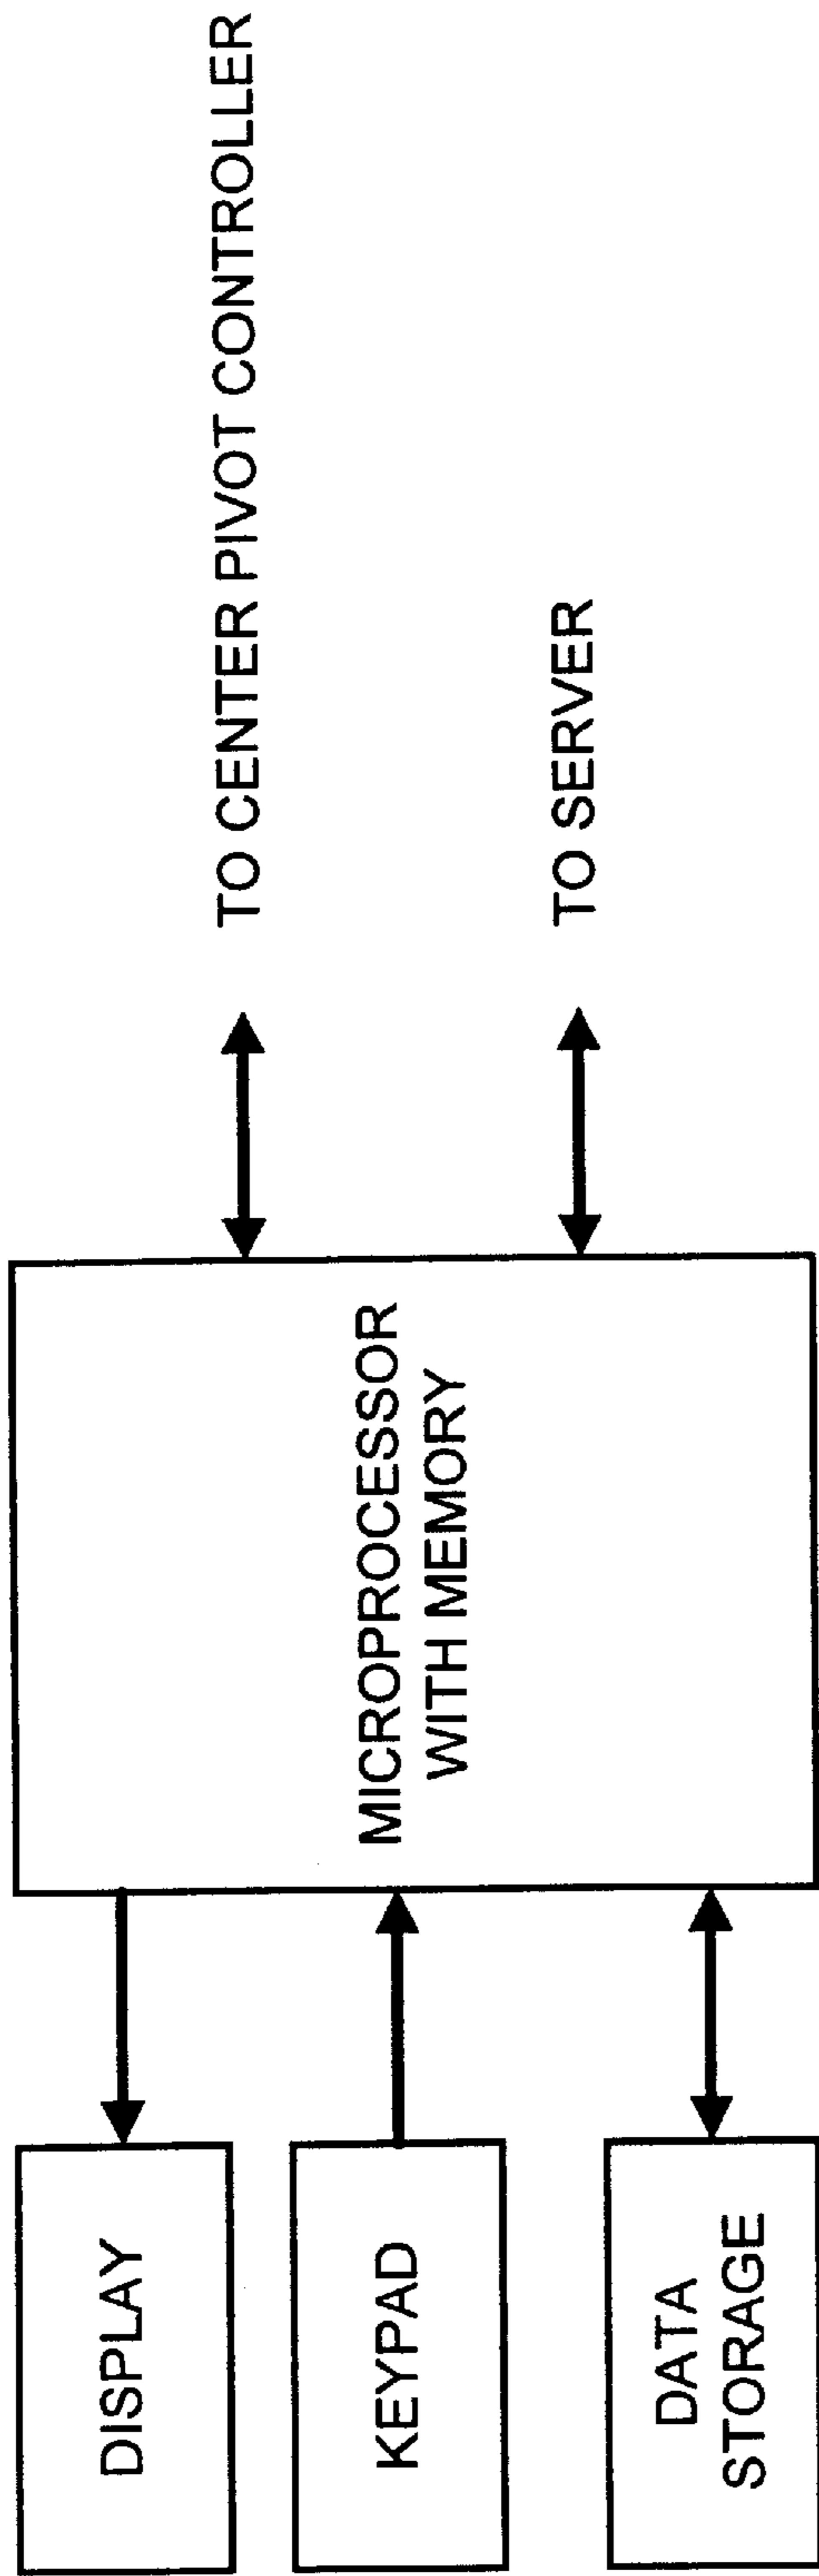 DISPLAY
KEYPAD
DATA
STORAGE
MICROPROCESSOR
WITH MEMORY
TO CENTER PIVOT CONTROLLER
TO SERVER